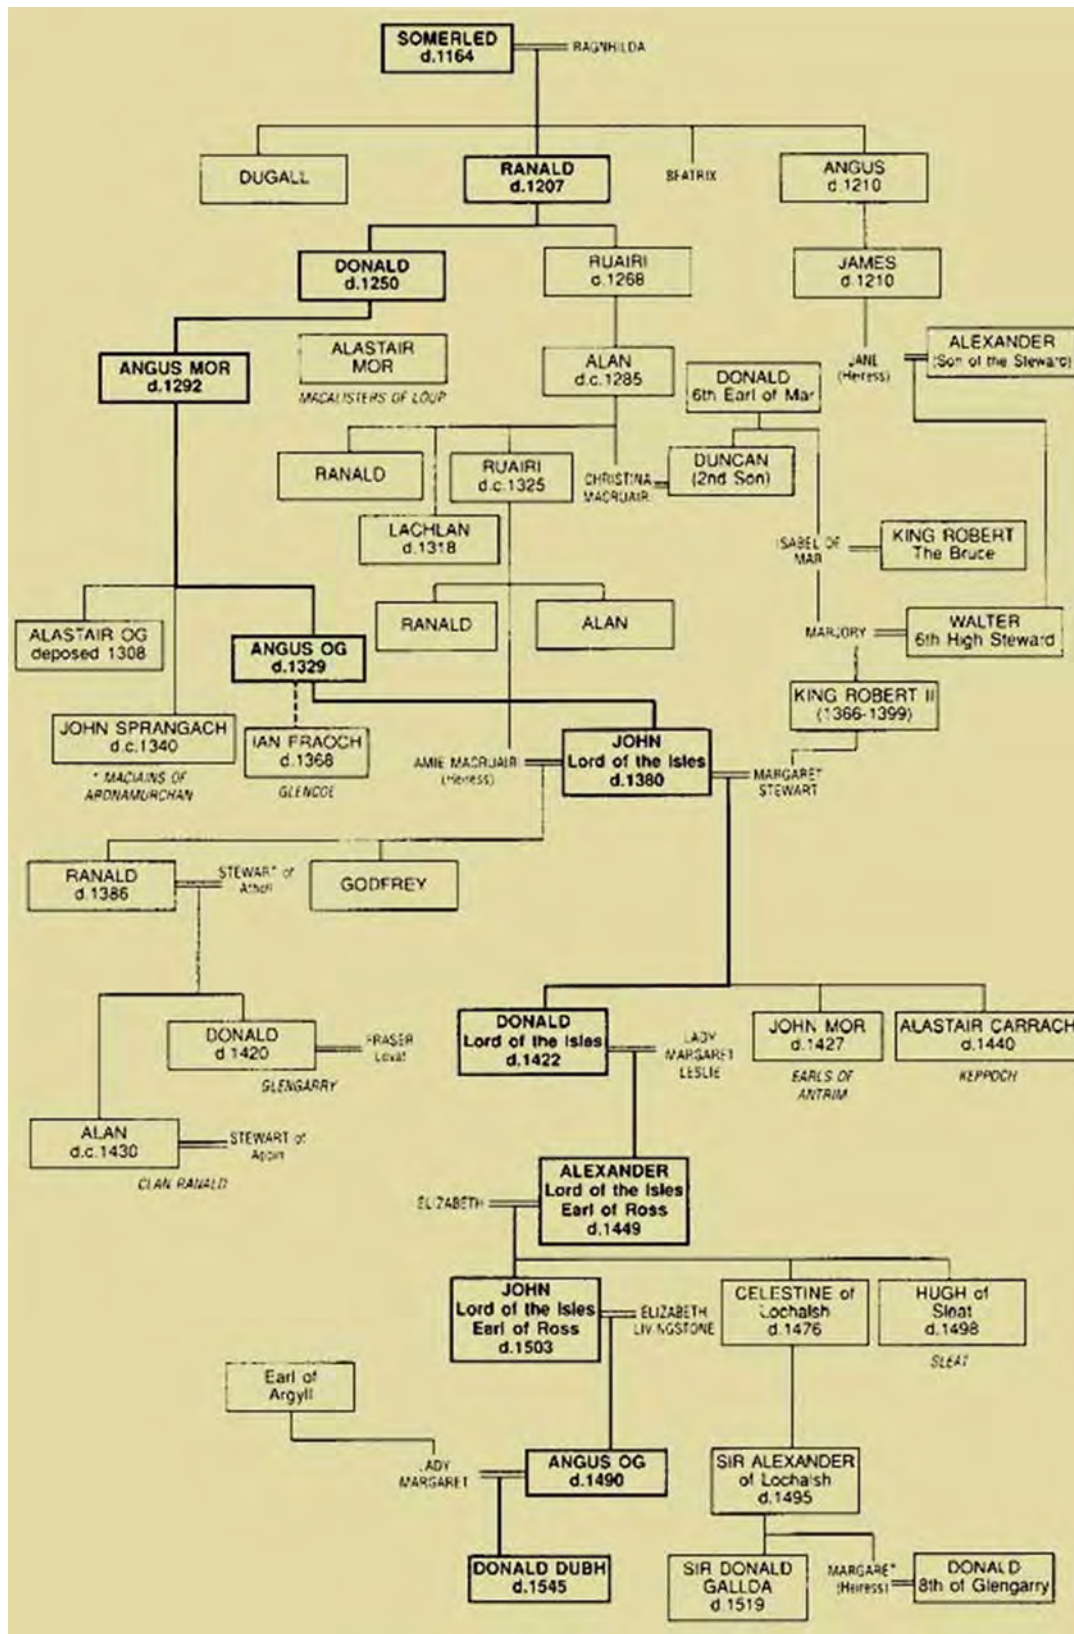 SOMERLED
d.1164
RAGNHILDA
DUGALL
RANALD
d.1207
BEATRIX
ANGUS
d.1210
DONALD
d.1250
RUAIRI
d.1268
JAMES
d.1210
ANGUS MOR
d.1292
ALASTAIR
MOR
MACALISTERS OF LOUP
ALAN
d.c.1285
DONALD
6th Earl of Mar
JANE
(Heiress)
ALEXANDER
(Son of the Steward)
RANALD
RUAIRI
d.c.1325
CHRISTINA
MACRUAIRI
DUNCAN
(2nd Son)
LACHLAN
d.1318
ISABEL OF
MAR
KING ROBERT
The Bruce
ALASTAIR OG
deposed 1308
ANGUS OG
d.1329
RANALD
ALAN
MARJORY
WALTER
6th High Steward
KING ROBERT II
(1366-1399)
JOHN SPRANGACH
d.c.1340
* MACIAINS OF
ARDNAMURCHAN
IAN FRAOCH
d.1368
GLENCOE
AMIE MACRUAIRI
(Heiress)
JOHN
Lord of the Isles
d.1380
MARGARET
STEWART
RANALD
d.1386
STEWART of
Atholl
GODFREY
DONALD
d.1420
GLENGARRY
FRASER
Lovat
DONALD
Lord of the Isles
d.1422
LADY
MARGARET
LESLIE
JOHN MOR
d.1427
EARLS OF
ANTRIM
ALASTAIR CARRACH
d.1440
KEPPOCH
ALAN
d.c.1430
CLAN RANALD
STEWART of
Appin
ELIZABETH
ALEXANDER
Lord of the Isles
Earl of Ross
d.1449
JOHN
Lord of the Isles
Earl of Ross
d.1503
ELIZABETH
LIVINGSTONE
CELESTINE of
Lochalsh
d.1476
HUGH of
Sleat
d.1498
SLEAT
Earl of
Argyll
LADY
MARGARET
ANGUS OG
d.1490
SIR ALEXANDER
of Lochalsh
d.1495
DONALD DUBH
d.1545
SIR DONALD
GALLDA
d.1519
MARGARET
(Heiress)
DONALD
8th of Glengarry